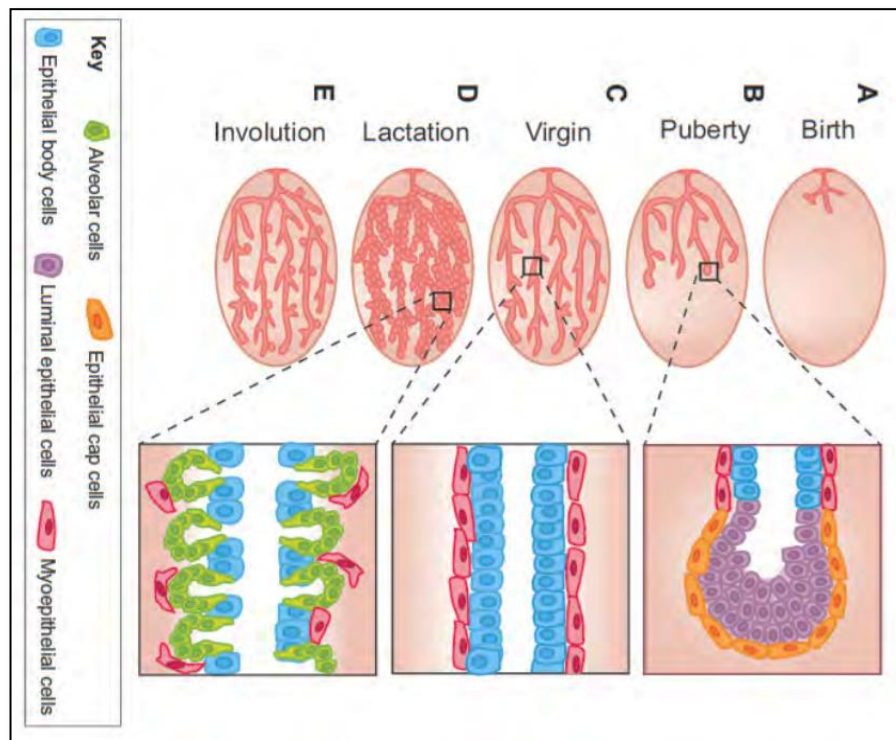 A
Birth
B
Puberty
C
Virgin
D
Lactation
E
Involution
Key
Epithelial body cells
Alveolar cells
Luminal epithelial cells
Epithelial cap cells
Myoepithelial cells